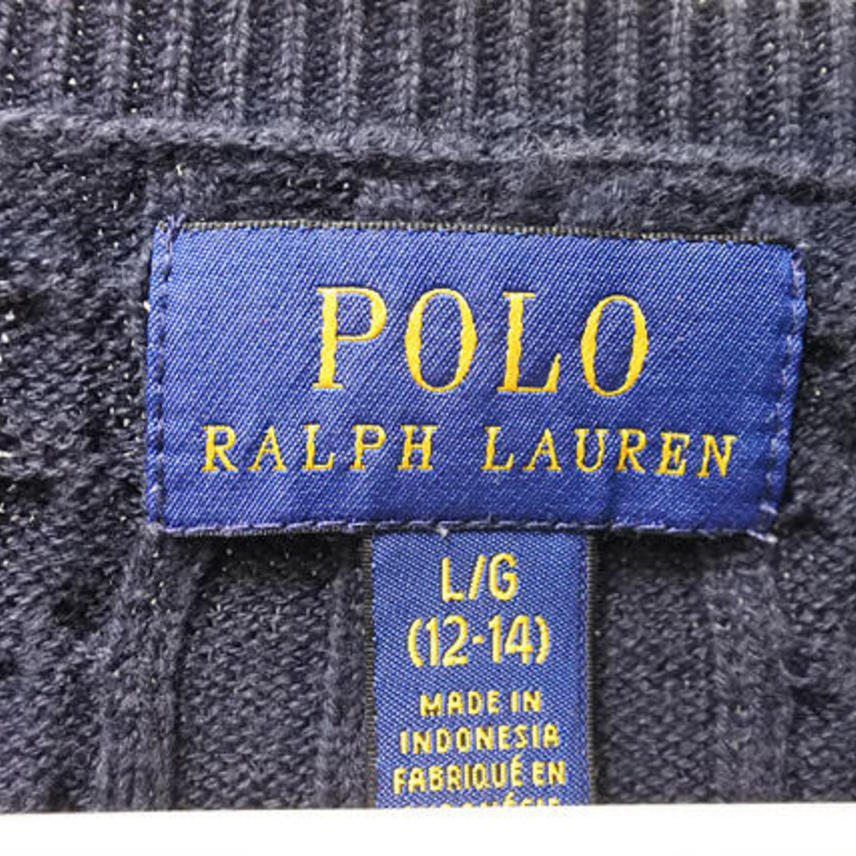 POLO
RALPH LAUREN
L/G
(12-14)
MADE IN
INDONESIA
FABRIQUÉ EN